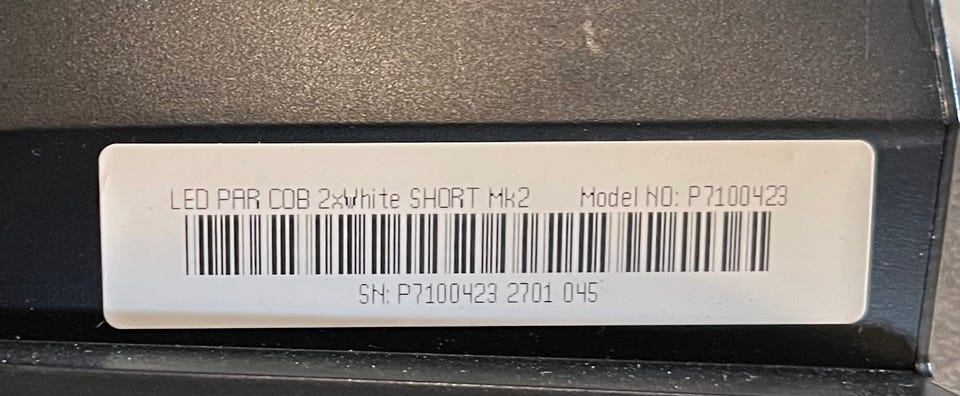 LED PAR COB 2xWhite SHORT Mk2 Model NO: P7100423
SN: P7100423 2701 045